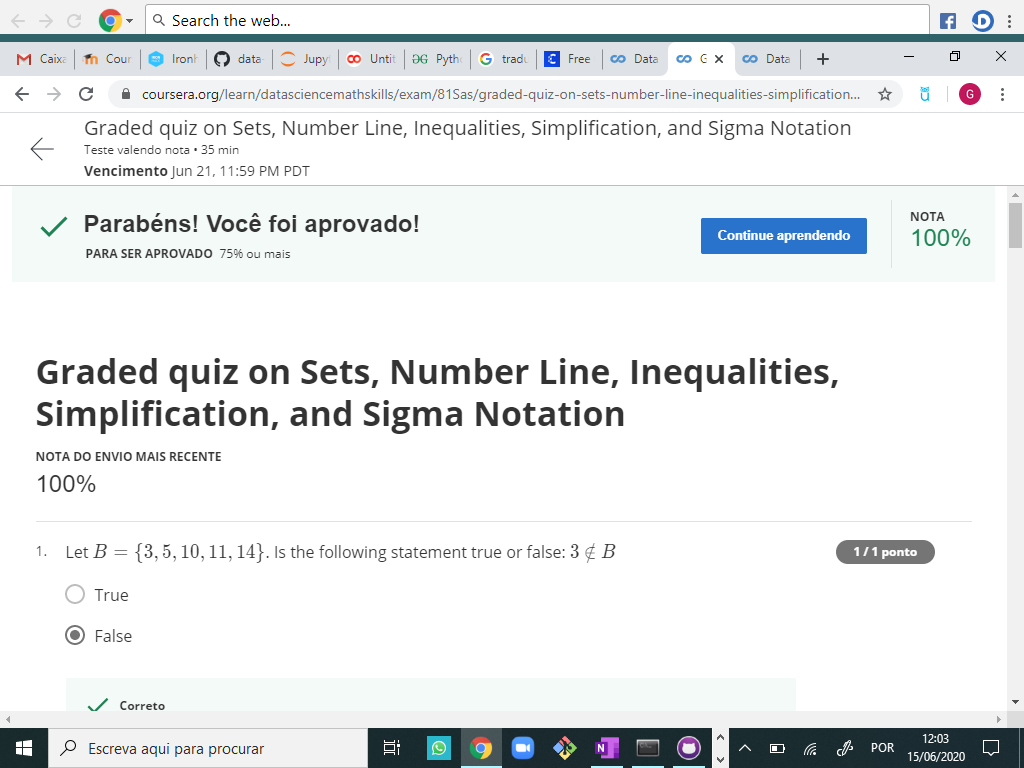 Search the web...
Caixa
Cour
Ironh
data-
Jupy
Untit
Pyth
tradu
Free
Data
G
Data
coursera.org/learn/datasciencemathskills/exam/81Sas/graded-quiz-on-sets-number-line-inequalities-simplification...
G
Graded quiz on Sets, Number Line, Inequalities, Simplification, and Sigma Notation
Teste valendo nota • 35 min
Vencimento Jun 21, 11:59 PM PDT
Parabéns! Você foi aprovado!
PARA SER APROVADO 75% ou mais
Continue aprendendo
NOTA
100%
Graded quiz on Sets, Number Line, Inequalities,
Simplification, and Sigma Notation
NOTA DO ENVIO MAIS RECENTE
100%
1. Let B = {3, 5, 10, 11, 14}. Is the following statement true or false: 3 ∉ B
1 / 1 ponto
True
False
Correto
Escreva aqui para procurar
POR
12:03
15/06/2020